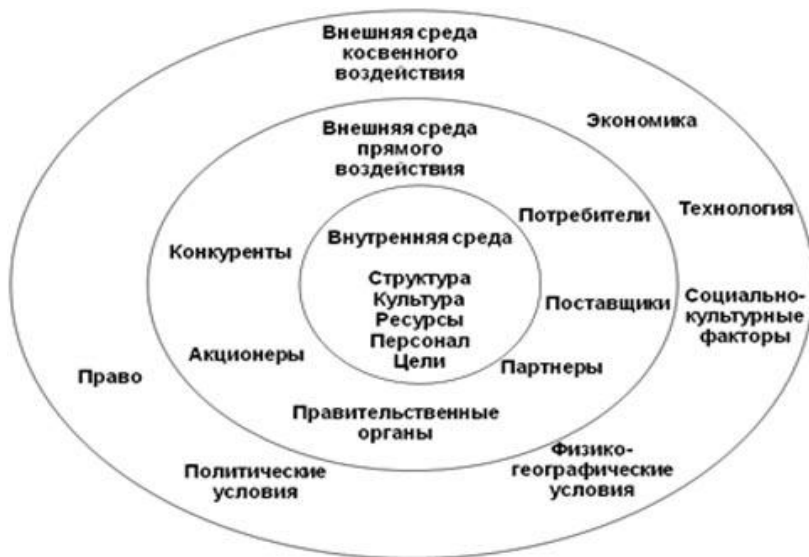 Внешняя среда
косвенного
воздействия
Экономика
Внешняя среда
прямого
воздействия
Потребители
Технология
Внутренняя среда
Конкуренты
Структура
Культура
Ресурсы
Персонал
Цели
Поставщики
Социально-
культурные
факторы
Акционеры
Партнеры
Право
Правительственные
органы
Политические
условия
Физико-
географические
условия